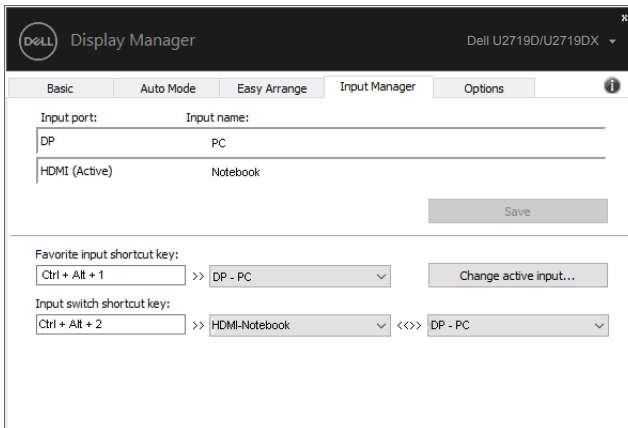 x
DELL Display Manager Dell U2719D/U2719DX
Basic Auto Mode Easy Arrange Input Manager Options i
Input port: Input name:
DP PC
HDMI (Active) Notebook
Save
Favorite input shortcut key:
Ctrl + Alt + 1 >> DP - PC Change active input...
Input switch shortcut key:
Ctrl + Alt + 2 >> HDMI-Notebook <<>> DP - PC